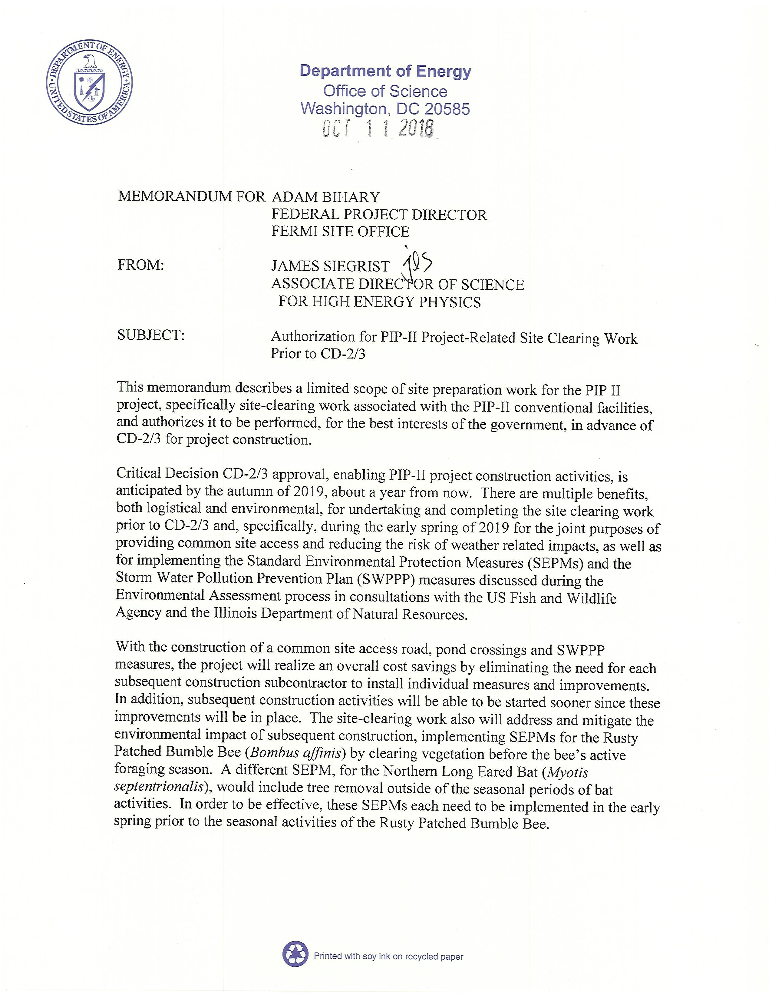 DEPARTMENT OF ENERGY
UNITED STATES OF AMERICA
Department of Energy
Office of Science
Washington, DC 20585
OCT 11 2018
MEMORANDUM FOR ADAM BIHARY
FEDERAL PROJECT DIRECTOR
FERMI SITE OFFICE
FROM: JAMES SIEGRIST jls
ASSOCIATE DIRECTOR OF SCIENCE
FOR HIGH ENERGY PHYSICS
SUBJECT: Authorization for PIP-II Project-Related Site Clearing Work
Prior to CD-2/3
This memorandum describes a limited scope of site preparation work for the PIP II
project, specifically site-clearing work associated with the PIP-II conventional facilities,
and authorizes it to be performed, for the best interests of the government, in advance of
CD-2/3 for project construction.
Critical Decision CD-2/3 approval, enabling PIP-II project construction activities, is
anticipated by the autumn of 2019, about a year from now. There are multiple benefits,
both logistical and environmental, for undertaking and completing the site clearing work
prior to CD-2/3 and, specifically, during the early spring of 2019 for the joint purposes of
providing common site access and reducing the risk of weather related impacts, as well as
for implementing the Standard Environmental Protection Measures (SEPMs) and the
Storm Water Pollution Prevention Plan (SWPPP) measures discussed during the
Environmental Assessment process in consultations with the US Fish and Wildlife
Agency and the Illinois Department of Natural Resources.
With the construction of a common site access road, pond crossings and SWPPP
measures, the project will realize an overall cost savings by eliminating the need for each
subsequent construction subcontractor to install individual measures and improvements.
In addition, subsequent construction activities will be able to be started sooner since these
improvements will be in place. The site-clearing work also will address and mitigate the
environmental impact of subsequent construction, implementing SEPMs for the Rusty
Patched Bumble Bee (Bombus affinis) by clearing vegetation before the bee's active
foraging season. A different SEPM, for the Northern Long Eared Bat (Myotis
septentrionalis), would include tree removal outside of the seasonal periods of bat
activities. In order to be effective, these SEPMs each need to be implemented in the early
spring prior to the seasonal activities of the Rusty Patched Bumble Bee.
Printed with soy ink on recycled paper